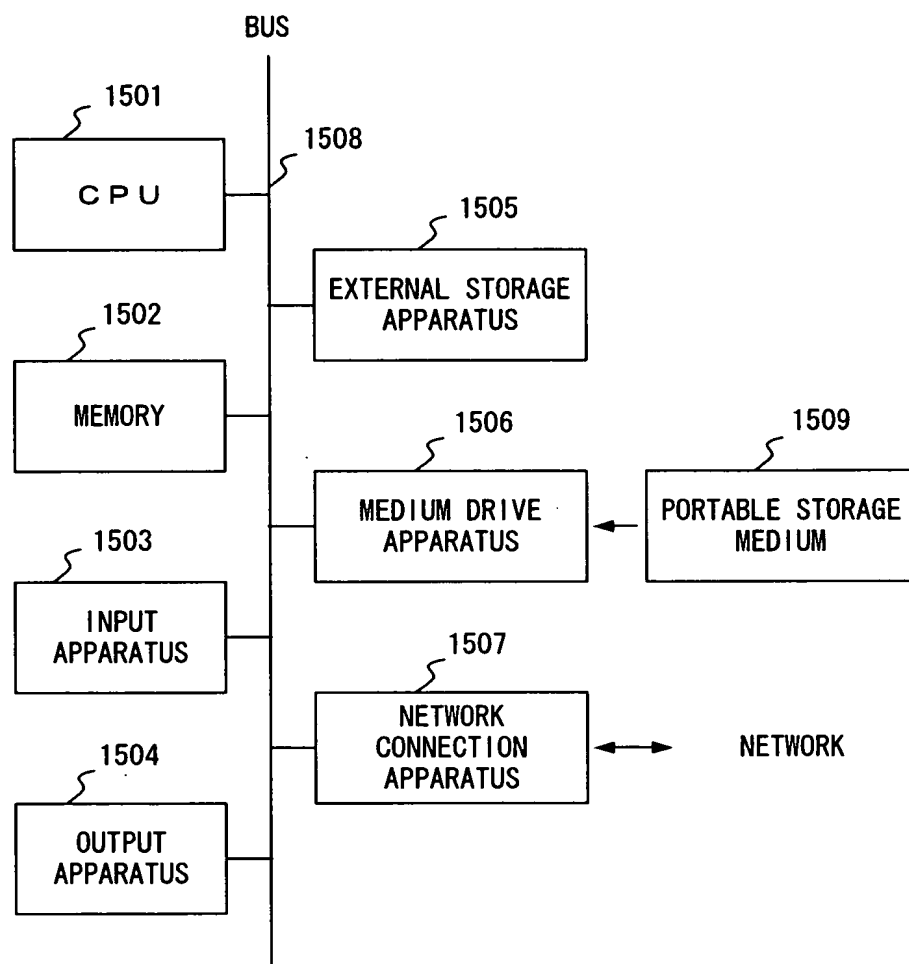 BUS
1501
CPU
1508
1505
EXTERNAL STORAGE
APPARATUS
1502
MEMORY
1506
MEDIUM DRIVE
APPARATUS
1509
PORTABLE STORAGE
MEDIUM
1503
INPUT
APPARATUS
1507
NETWORK
CONNECTION
APPARATUS
NETWORK
1504
OUTPUT
APPARATUS